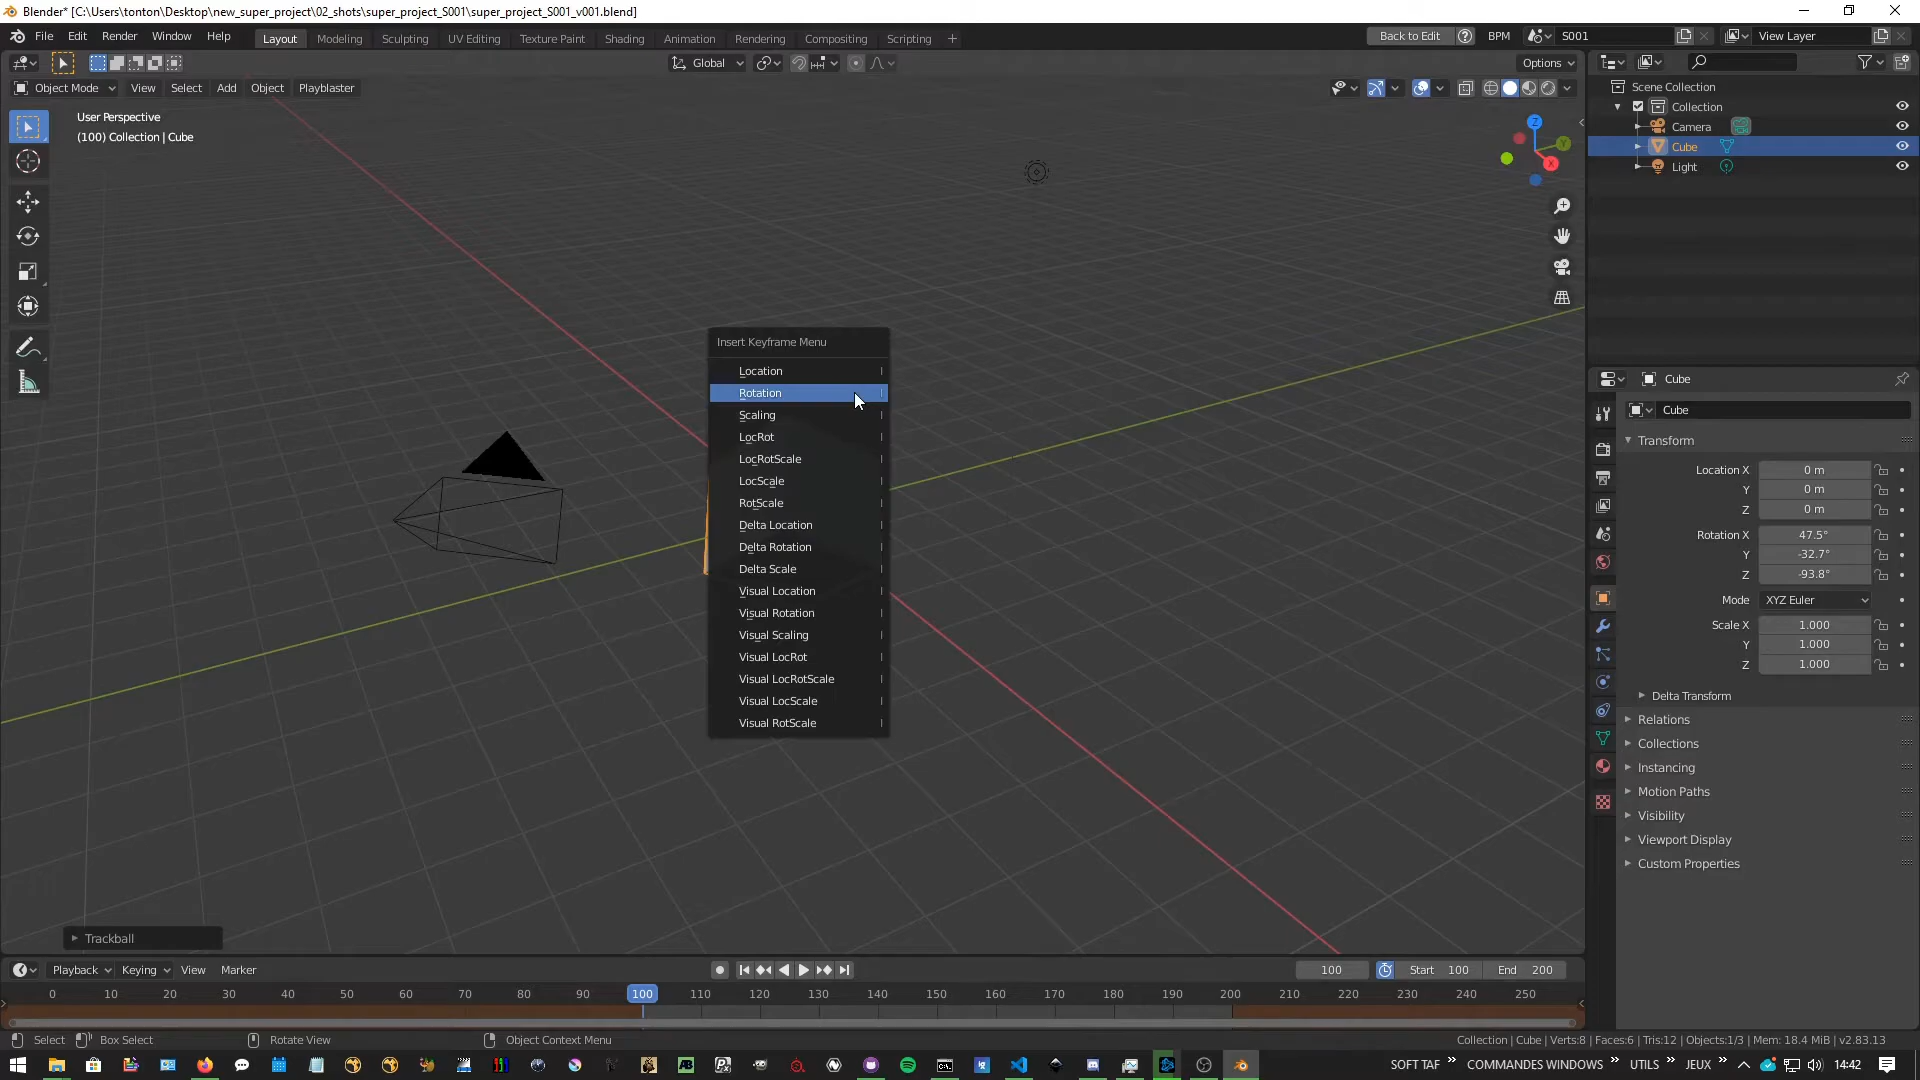 Blender* [C:\Users\tonton\Desktop\new_super_project\02_shots\super_project_S001\super_project_S001_v001.blend]
File Edit Render Window Help Layout Modeling Sculpting UV Editing Texture Paint Shading Animation Rendering Compositing Scripting + Back to Edit BPM S001 View Layer
Global Options
Object Mode View Select Add Object Playblaster
User Perspective
(100) Collection | Cube
Z
Y
X
Scene Collection
Collection
Camera
Cube
Light
Insert Keyframe Menu
Location I
Rotation I
Scaling I
LocRot I
LocRotScale I
LocScale I
RotScale I
Delta Location I
Delta Rotation I
Delta Scale I
Visual Location I
Visual Rotation I
Visual Scaling I
Visual LocRot I
Visual LocRotScale I
Visual LocScale I
Visual RotScale I
Cube
Cube
Transform
Location X 0 m
Y 0 m
Z 0 m
Rotation X 47.5°
Y -32.7°
Z -93.8°
Mode XYZ Euler
Scale X 1.000
Y 1.000
Z 1.000
Delta Transform
Relations
Collections
Instancing
Motion Paths
Visibility
Viewport Display
Custom Properties
Trackball
Playback Keying View Marker 100 Start 100 End 200
0 10 20 30 40 50 60 70 80 90 100 110 120 130 140 150 160 170 180 190 200 210 220 230 240 250
Select Box Select Rotate View Object Context Menu Collection | Cube | Verts:8 | Faces:6 | Tris:12 | Objects:1/3 | Mem: 18.4 MiB | v2.83.13
SOFT TAF » COMMANDES WINDOWS » UTILS » JEUX » 14:42